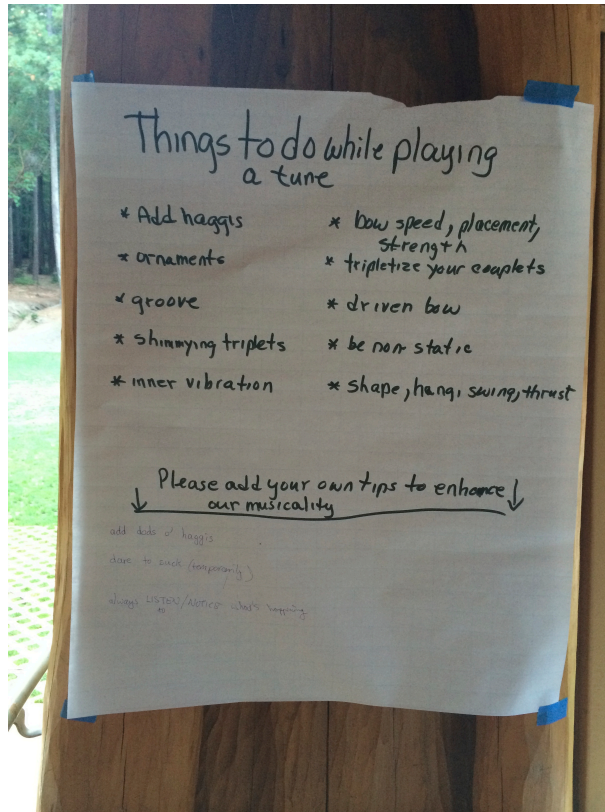 Things to do while playing
a tune
* Add haggis
* ornaments
* groove
* shimmying triplets
* inner vibration
* bow speed, placement,
strength
* tripletize your couplets
* driven bow
* be non static
* shape, hang, swing, thrust
Please add your own tips to enhance
our musicality
add dods o' haggis
dare to suck (temporarily)
always LISTEN/NOTICE what's happening